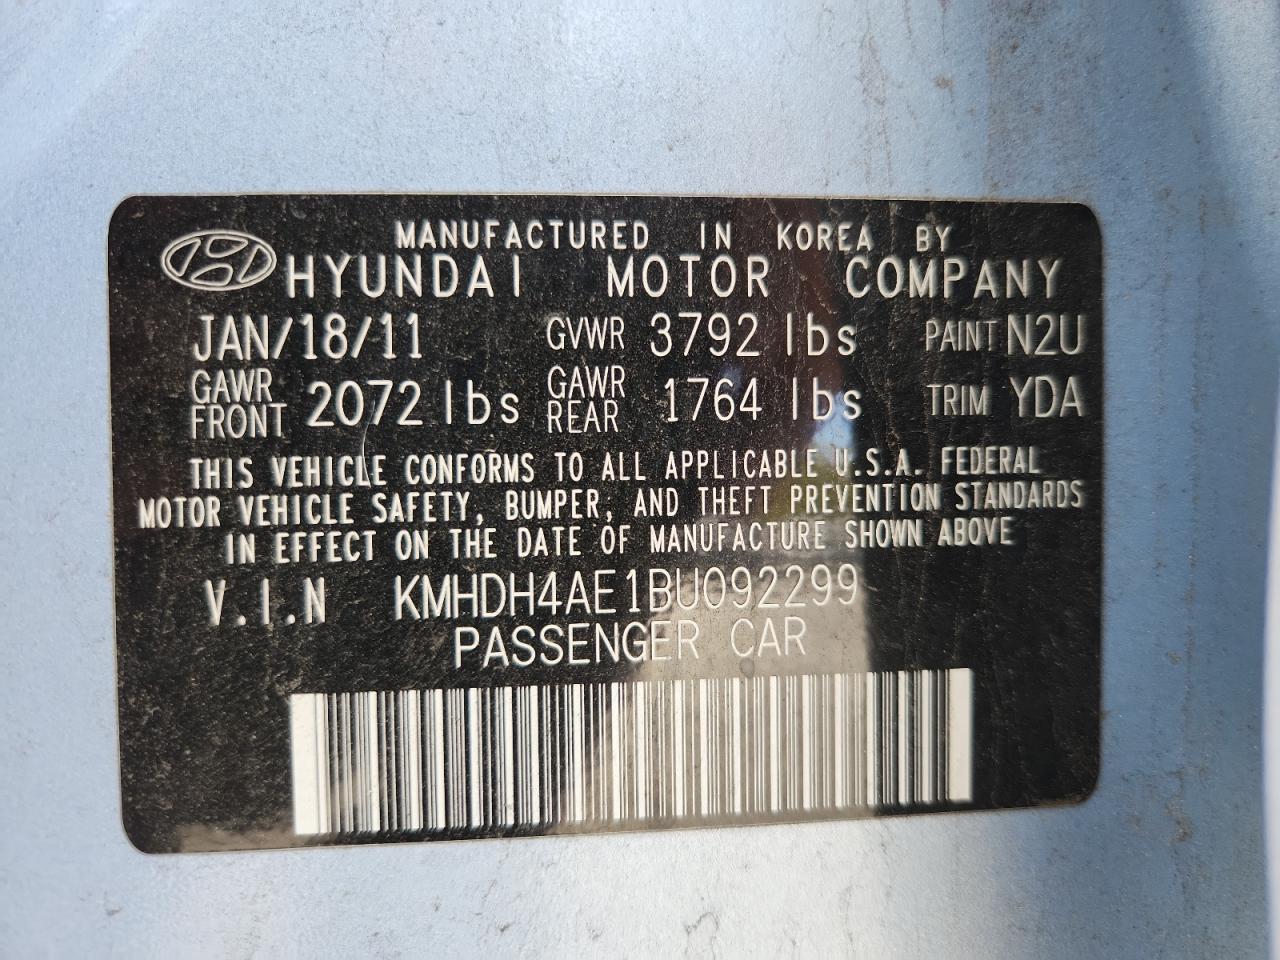 MANUFACTURED IN KOREA BY
HYUNDAI MOTOR COMPANY
JAN/18/11 GVWR 3792 lbs PAINT N2U
GAWR FRONT 2072 lbs GAWR REAR 1764 lbs TRIM YDA
THIS VEHICLE CONFORMS TO ALL APPLICABLE U.S.A. FEDERAL
MOTOR VEHICLE SAFETY, BUMPER, AND THEFT PREVENTION STANDARDS
IN EFFECT ON THE DATE OF MANUFACTURE SHOWN ABOVE
V.I.N KMHDH4AE1BU092299
PASSENGER CAR